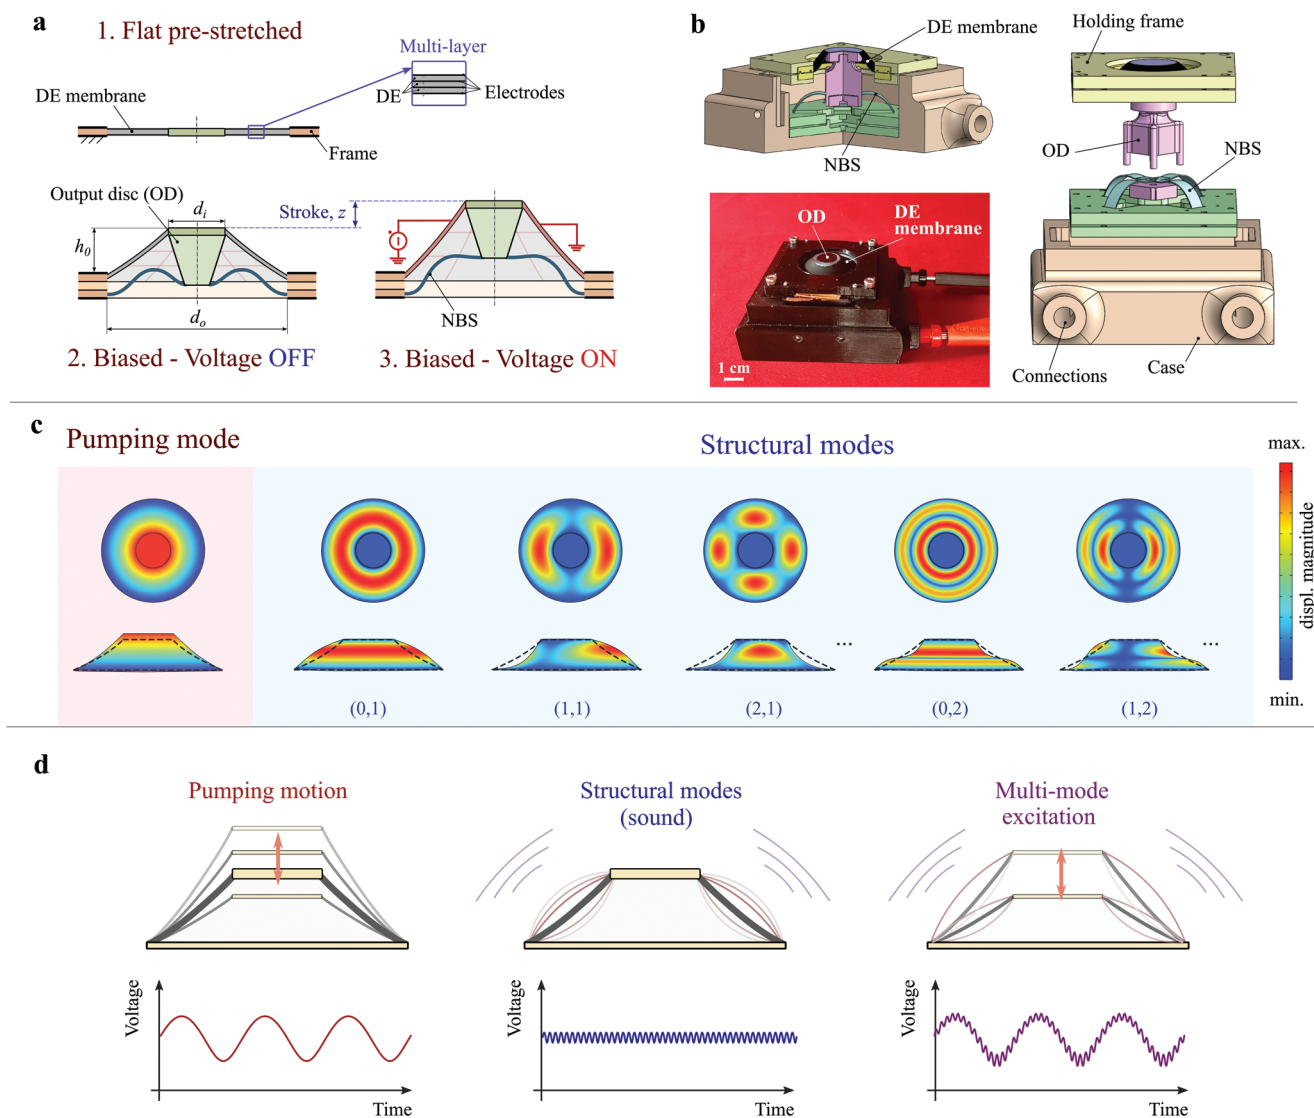 a
1. Flat pre-stretched
Multi-layer
DE
Electrodes
DE membrane
Frame
Output disc (OD)
d_i
h_0
d_o
Stroke, z
NBS
2. Biased - Voltage OFF
3. Biased - Voltage ON
b
DE membrane
NBS
Holding frame
OD
NBS
OD
DE
membrane
1 cm
Connections
Case
c
Pumping mode
Structural modes
max.
displ. magnitude
min.
...
...
(0,1)
(1,1)
(2,1)
(0,2)
(1,2)
d
Pumping motion
Structural modes
(sound)
Multi-mode
excitation
Voltage
Time
Voltage
Time
Voltage
Time